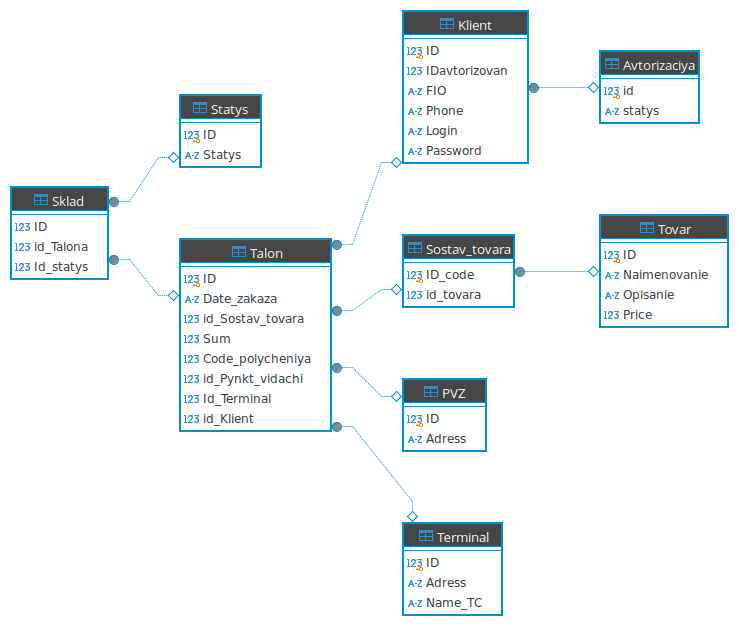 Klient
123 ID
123 IDavtorizovan
A-Z FIO
A-Z Phone
A-Z Login
A-Z Password
Avtorizaciya
123 id
A-Z statys
Statys
123 ID
A-Z Statys
Sklad
123 ID
123 id_Talona
123 Id_statys
Talon
123 ID
A-Z Date_zakaza
123 id_Sostav_tovara
123 Sum
123 Code_polycheniya
123 id_Pynkt_vidachi
123 Id_Terminal
123 id_Klient
Sostav_tovara
123 ID_code
123 id_tovara
Tovar
123 ID
A-Z Naimenovanie
A-Z Opisanie
123 Price
PVZ
123 ID
A-Z Adress
Terminal
123 ID
A-Z Adress
A-Z Name_TC